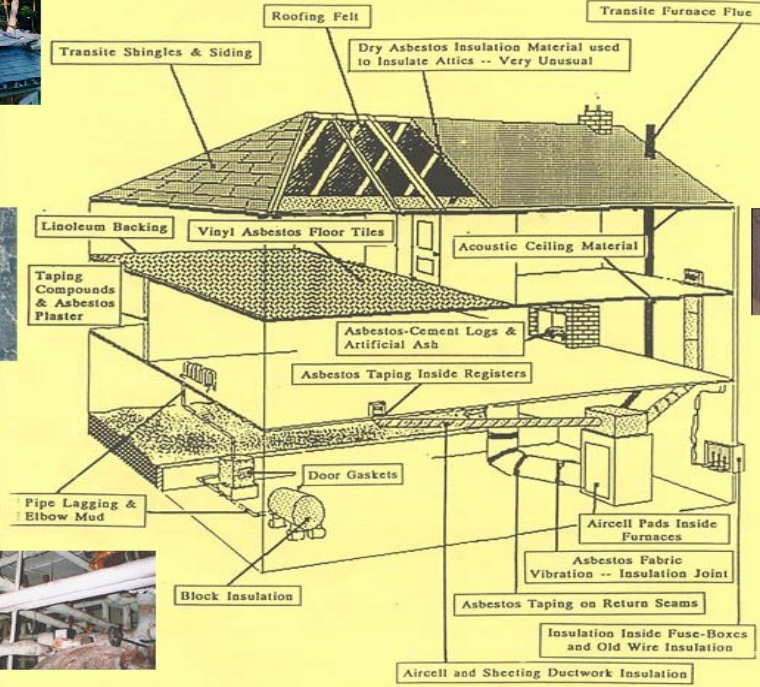 Roofing Felt
Transite Furnace Flue
Transite Shingles & Siding
Dry Asbestos Insulation Material used
to Insulate Attics -- Very Unusual
Linoleum Backing
Vinyl Asbestos Floor Tiles
Acoustic Ceiling Material
Taping
Compounds
& Asbestos
Plaster
Asbestos-Cement Logs &
Artificial Ash
Asbestos Taping Inside Registers
Door Gaskets
Pipe Lagging &
Elbow Mud
Aircell Pads Inside
Furnaces
Asbestos Fabric
Vibration -- Insulation Joint
Block Insulation
Asbestos Taping on Return Seams
Insulation Inside Fuse-Boxes
and Old Wire Insulation
Aircell and Sheeting Ductwork Insulation